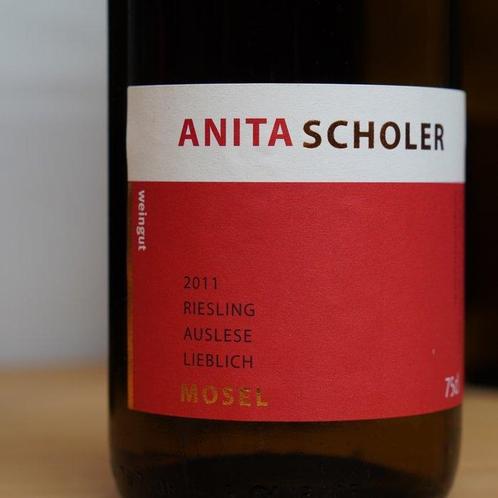 ANITA SCHOLER
weingut
2011
RIESLING
AUSLESE
LIEBLICH
MOSEL
75cl